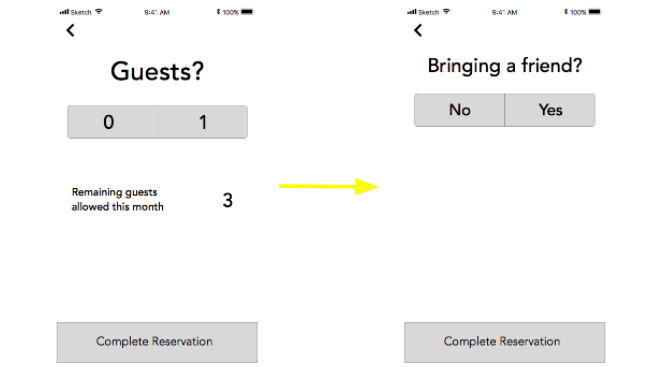 Sketch 9:41 AM 100%
Guests?
0 1
Remaining guests
allowed this month
3
Complete Reservation
Sketch 9:41 AM 100%
Bringing a friend?
No Yes
Complete Reservation